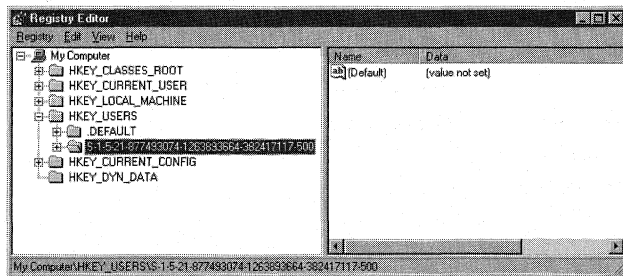 Registry Editor
Registry Edit View Help
My Computer
HKEY_CLASSES_ROOT
HKEY_CURRENT_USER
HKEY_LOCAL_MACHINE
HKEY_USERS
.DEFAULT
S-1-5-21-877493074-1263893664-382417117-500
HKEY_CURRENT_CONFIG
HKEY_DYN_DATA
Name Data
ab (Default) (value not set)
My Computer\HKEY_USERS\S-1-5-21-877493074-1263893664-382417117-500